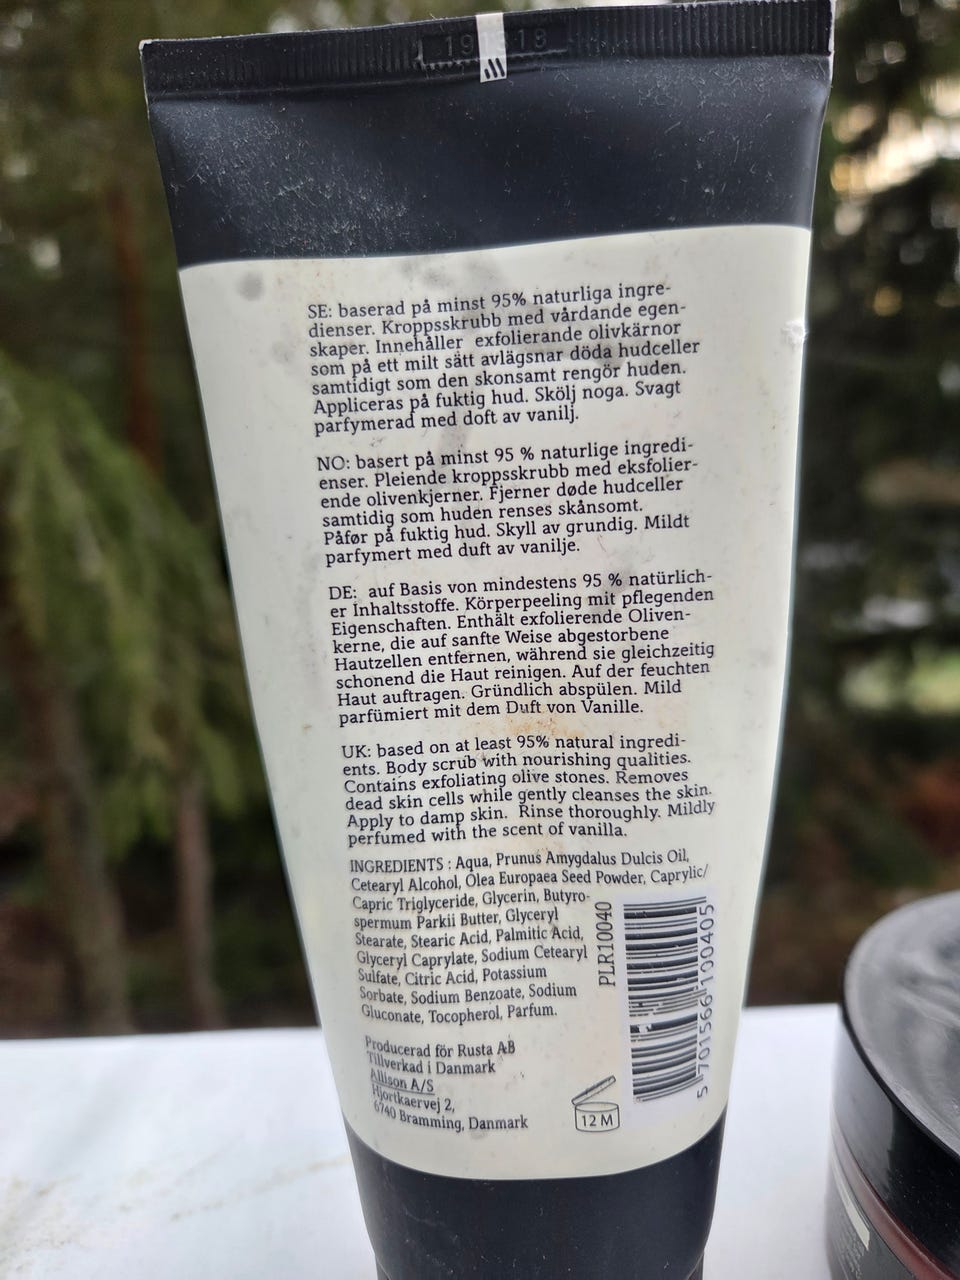 SE: baserad på minst 95% naturliga ingre-
dienser. Kroppsskrubb med vårdande egen-
skaper. Innehåller exfolierande olivkärnor
som på ett milt sätt avlägsnar döda hudceller
samtidigt som den skonsamt rengör huden.
Appliceras på fuktig hud. Skölj noga. Svagt
parfymerad med doft av vanilj.
NO: basert på minst 95 % naturlige ingredi-
enser. Pleiende kroppsskrubb med eksfolier-
ende olivenkjerner. Fjerner døde hudceller
samtidig som huden renses skånsomt.
Påfør på fuktig hud. Skyll av grundig. Mildt
parfymert med duft av vanilje.
DE: auf Basis von mindestens 95 % natürlich-
er Inhaltsstoffe. Körperpeeling mit pflegenden
Eigenschaften. Enthält exfolierende Oliven-
kerne, die auf sanfte Weise abgestorbene
Hautzellen entfernen, während sie gleichzeitig
schonend die Haut reinigen. Auf der feuchten
Haut auftragen. Gründlich abspülen. Mild
parfümiert mit dem Duft von Vanille.
UK: based on at least 95% natural ingredi-
ents. Body scrub with nourishing qualities.
Contains exfoliating olive stones. Removes
dead skin cells while gently cleanses the skin.
Apply to damp skin. Rinse thoroughly. Mildly
perfumed with the scent of vanilla.
INGREDIENTS : Aqua, Prunus Amygdalus Dulcis Oil,
Cetearyl Alcohol, Olea Europaea Seed Powder, Caprylic/
Capric Triglyceride, Glycerin, Butyro-
spermum Parkii Butter, Glyceryl
Stearate, Stearic Acid, Palmitic Acid,
Glyceryl Caprylate, Sodium Cetearyl
Sulfate, Citric Acid, Potassium
Sorbate, Sodium Benzoate, Sodium
Gluconate, Tocopherol, Parfum.
PLR10040
5 701566 100405
Producerad för Rusta AB
Tillverkad i Danmark
Allison A/S
Hjortkaervej 2,
6740 Bramming, Danmark
12 M